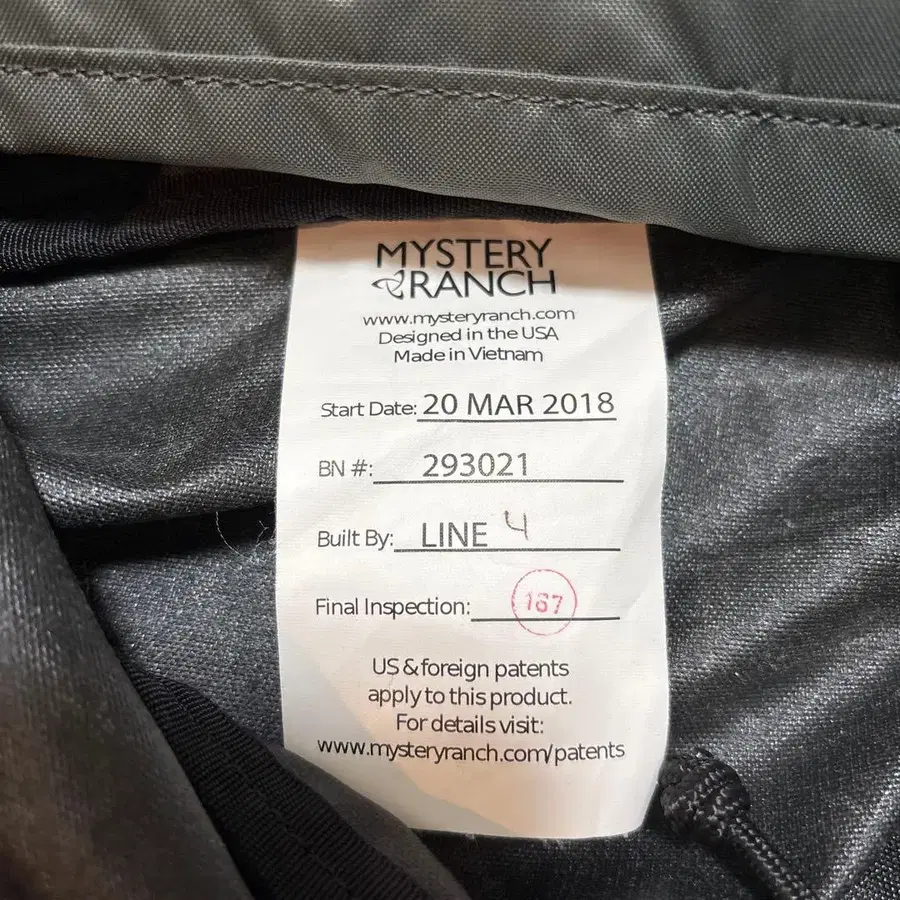 MYSTERY
RANCH
www.mysteryranch.com
Designed in the USA
Made in Vietnam
Start Date: 20 MAR 2018
BN #: 293021
Built By: LINE 4
Final Inspection: 167
US & foreign patents
apply to this product.
For details visit:
www.mysteryranch.com/patents